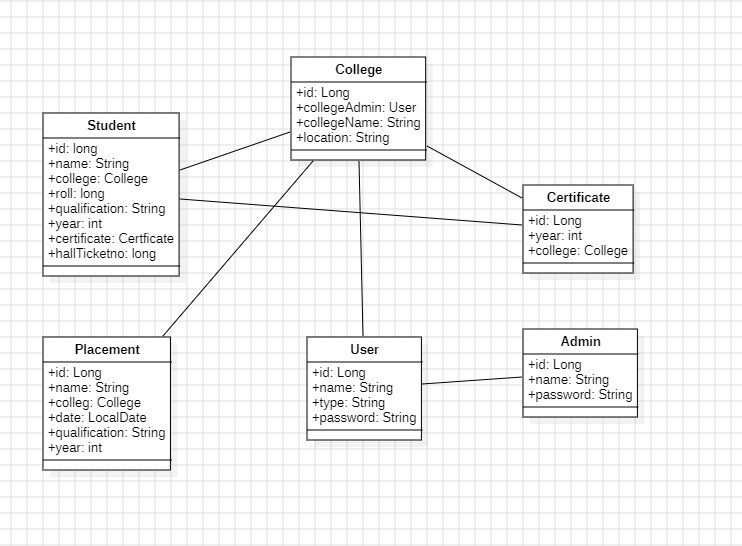 College
+id: Long
+collegeAdmin: User
+collegeName: String
+location: String
Student
+id: long
+name: String
+college: College
+roll: long
+qualification: String
+year: int
+certificate: Certficate
+hallTicketno: long
Certificate
+id: Long
+year: int
+college: College
Placement
+id: Long
+name: String
+colleg: College
+date: LocalDate
+qualification: String
+year: int
User
+id: Long
+name: String
+type: String
+password: String
Admin
+id: Long
+name: String
+password: String